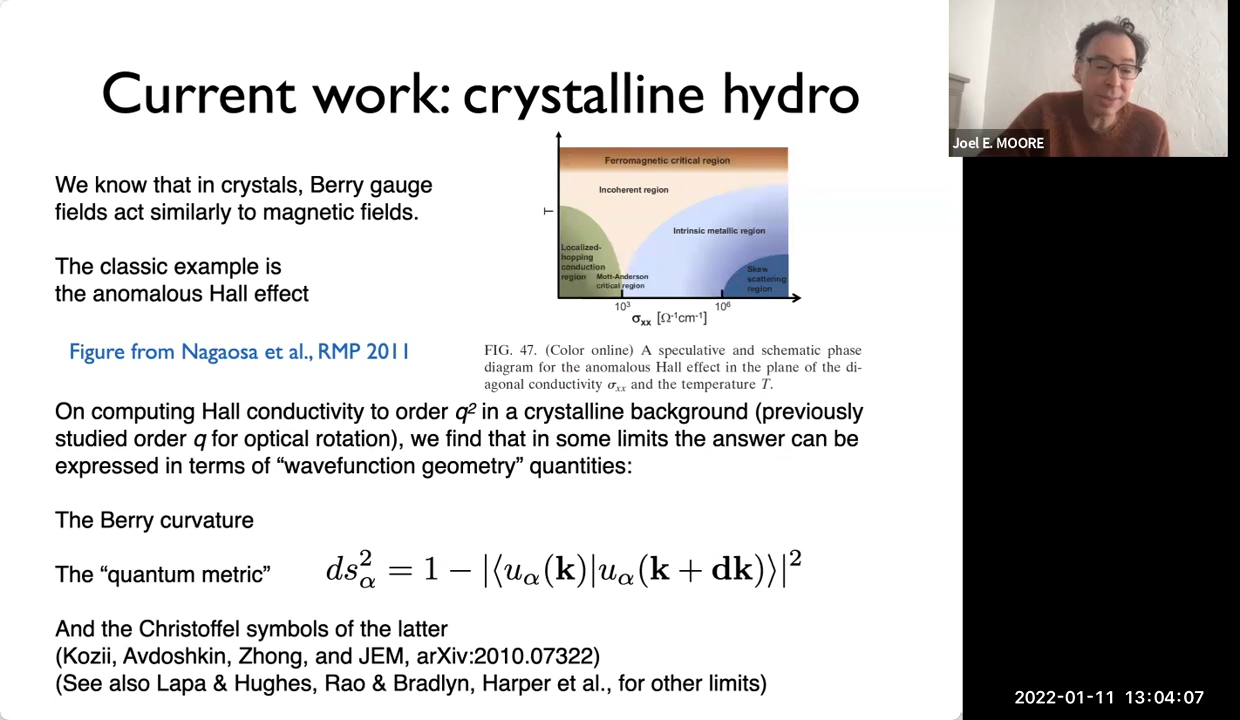 Current work: crystalline hydro
Joel E. MOORE
We know that in crystals, Berry gauge
fields act similarly to magnetic fields.
The classic example is
the anomalous Hall effect
Figure from Nagaosa et al., RMP 2011
Ferromagnetic critical region
Incoherent region
T
Intrinsic metallic region
Localized-
hopping
conduction
region
Mott-Anderson
critical region
Skew
scattering
region
10³ 10⁶
σxx [Ω⁻¹cm⁻¹]
FIG. 47. (Color online) A speculative and schematic phase
diagram for the anomalous Hall effect in the plane of the di-
agonal conductivity σxx and the temperature T.
On computing Hall conductivity to order q² in a crystalline background (previously
studied order q for optical rotation), we find that in some limits the answer can be
expressed in terms of “wavefunction geometry” quantities:
The Berry curvature
The “quantum metric” ds²α = 1 − |⟨uα(k)|uα(k + dk)⟩|²
And the Christoffel symbols of the latter
(Kozii, Avdoshkin, Zhong, and JEM, arXiv:2010.07322)
(See also Lapa & Hughes, Rao & Bradlyn, Harper et al., for other limits)
2022-01-11 13:04:07